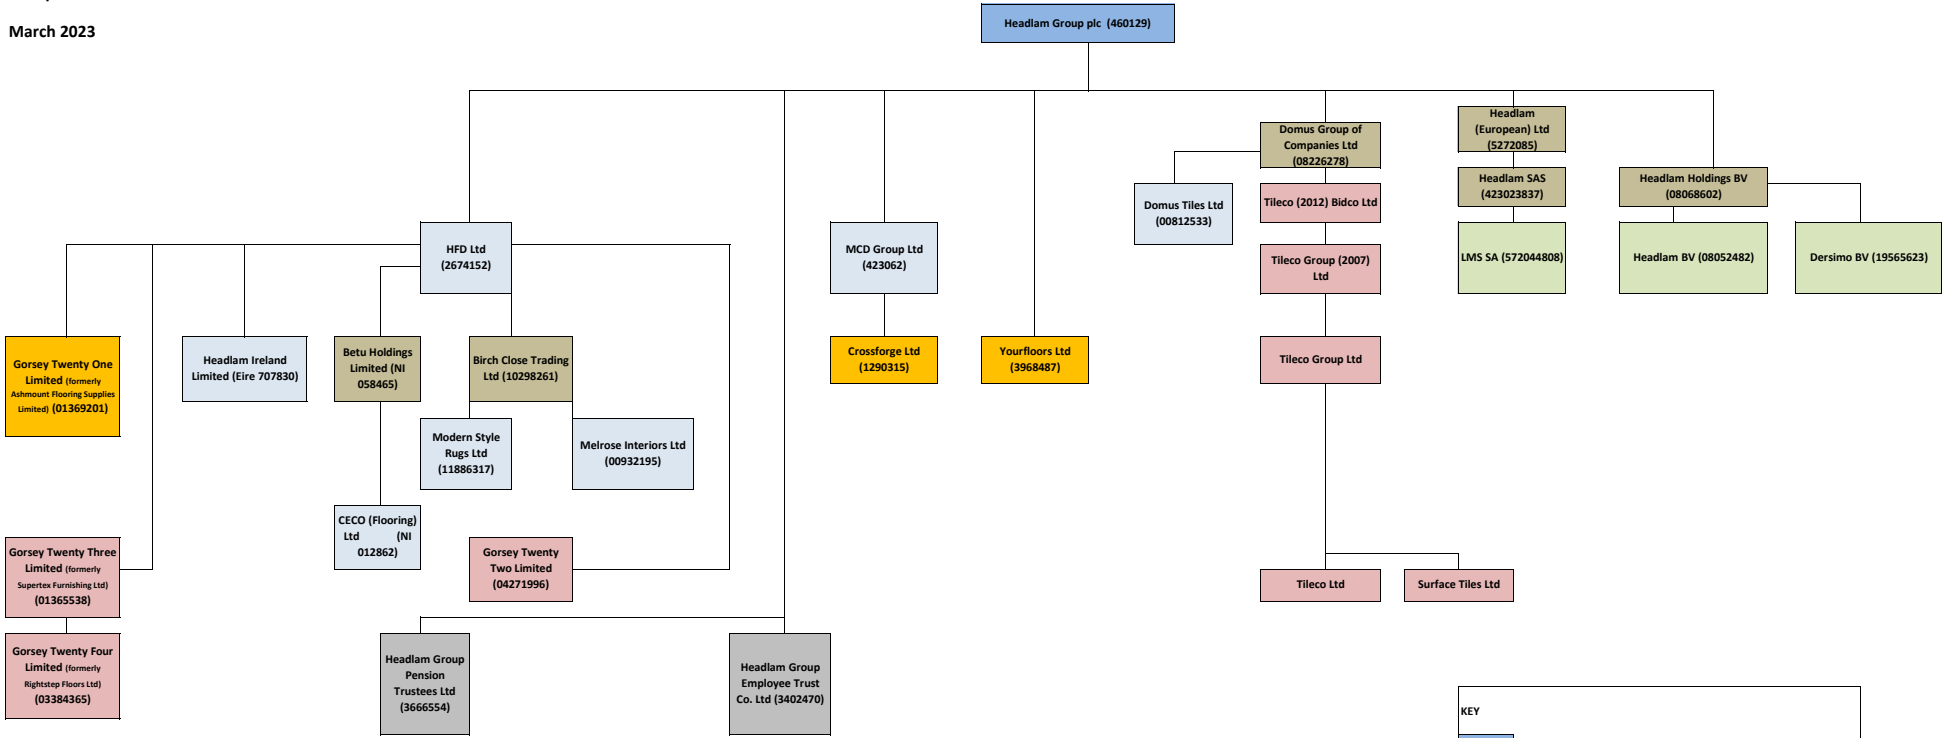 March 2023
Headlam Group plc (460129)
Headlam
(European) Ltd
(5272085)
Domus Group of
Companies Ltd
(08226278)
Headlam SAS
(423023837)
Headlam Holdings BV
(08068602)
Domus Tiles Ltd
(00812533)
Tileco (2012) Bidco Ltd
HFD Ltd
(2674152)
MCD Group Ltd
(423062)
Tileco Group (2007)
Ltd
LMS SA (572044808)
Headlam BV (08052482)
Dersimo BV (19565623)
Gorsey Twenty One
Limited (formerly
Ashmount Flooring Supplies
Limited) (01369201)
Headlam Ireland
Limited (Eire 707830)
Betu Holdings
Limited (NI
058465)
Birch Close Trading
Ltd (10298261)
Crossforge Ltd
(1290315)
Yourfloors Ltd
(3968487)
Tileco Group Ltd
Modern Style
Rugs Ltd
(11886317)
Melrose Interiors Ltd
(00932195)
CECO (Flooring)
Ltd (NI
012862)
Gorsey Twenty Three
Limited (formerly
Supertex Furnishing Ltd)
(01365538)
Gorsey Twenty
Two Limited
(04271996)
Tileco Ltd
Surface Tiles Ltd
Gorsey Twenty Four
Limited (formerly
Rightstep Floors Ltd)
(03384365)
Headlam Group
Pension
Trustees Ltd
(3666554)
Headlam Group
Employee Trust
Co. Ltd (3402470)
KEY